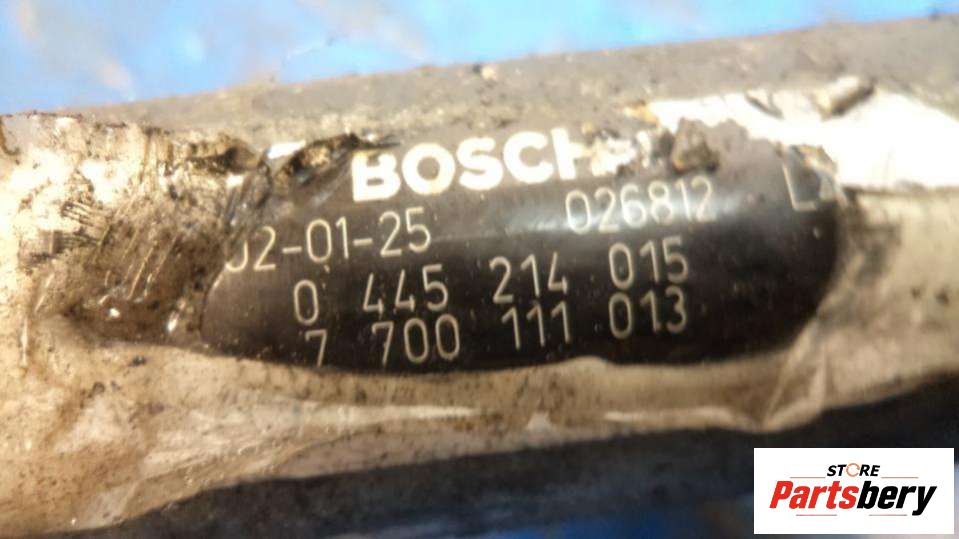 BOSCH
02-01-25 026812
0 445 214 015
7 700 111 013
STORE
Partsbery